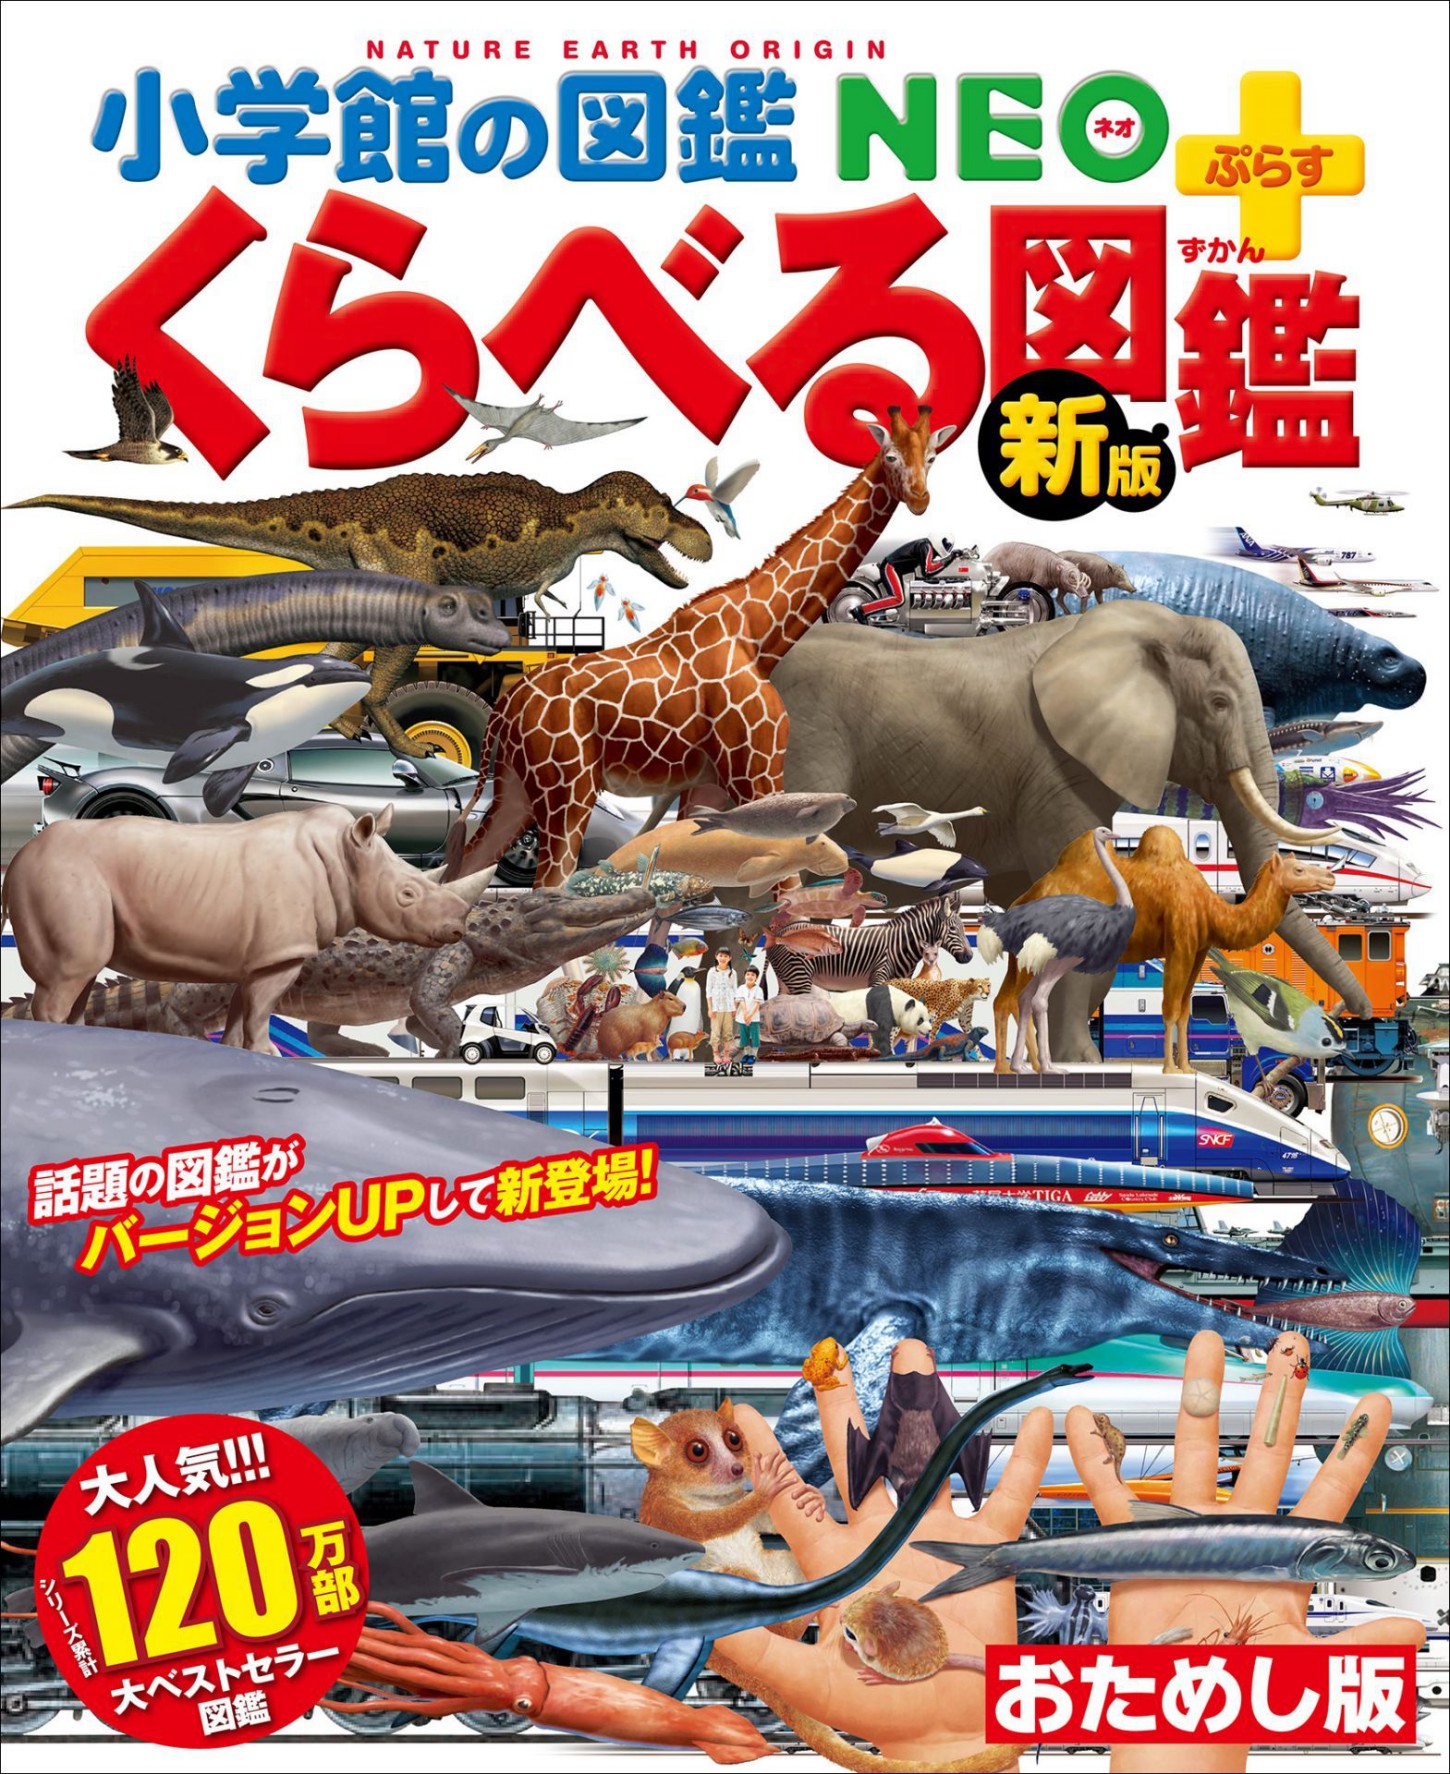 NATURE EARTH ORIGIN
小学館の図鑑 NEO
ネオ
ぷらす
くらべる図鑑
ずかん
新版
787
話題の図鑑が
バージョンUPして新登場!
SNCF
4716
TIGA
大人気!!!
シリーズ累計
120万部
大ベストセラー
図鑑
おためし版